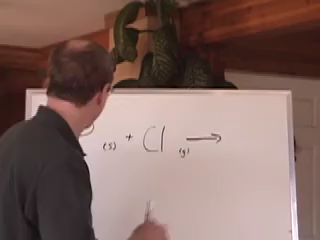 (s) + Cl (g) →